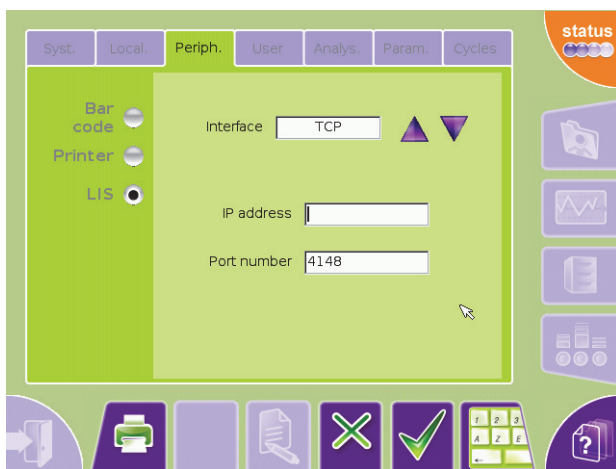 status
Syst.
Local.
Periph.
User
Analys.
Param.
Cycles
Bar
code
Printer
LIS
Interface
TCP
IP address
Port number
4148
1 2 3
A Z E
?